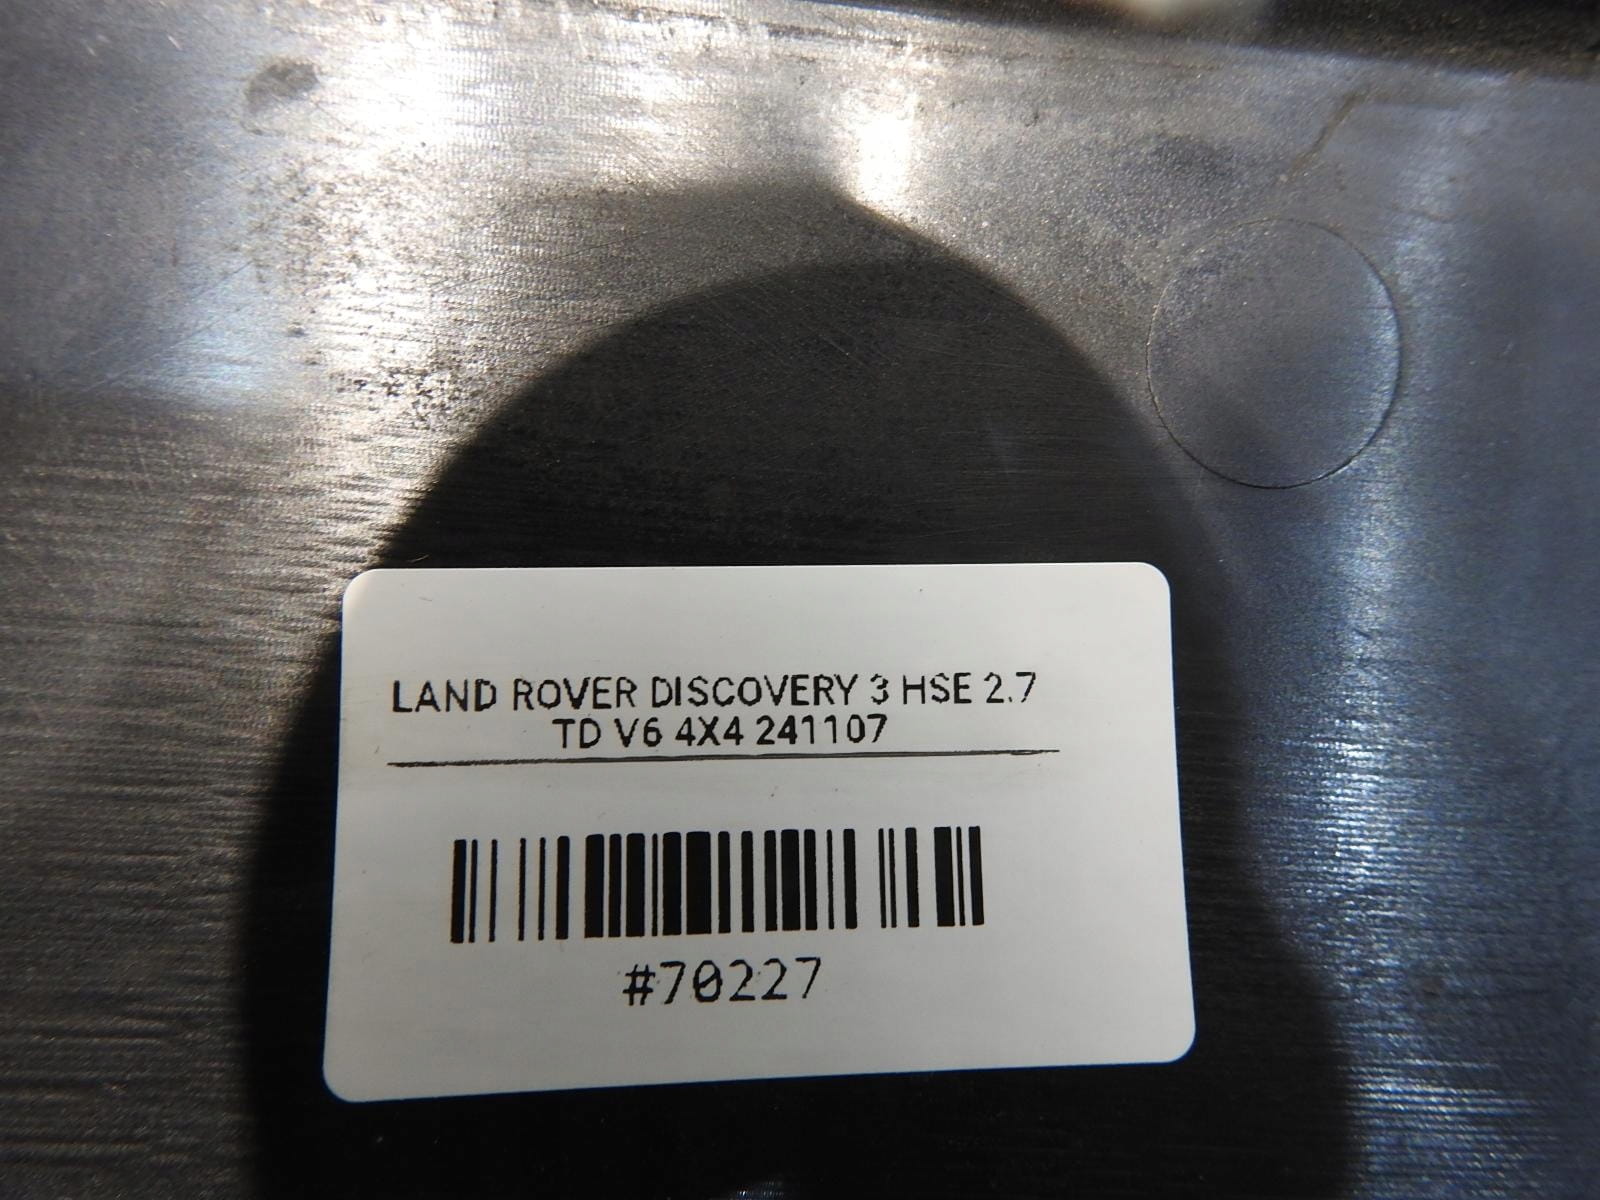 LAND ROVER DISCOVERY 3 HSE 2.7
TD V6 4X4 241107
#70227